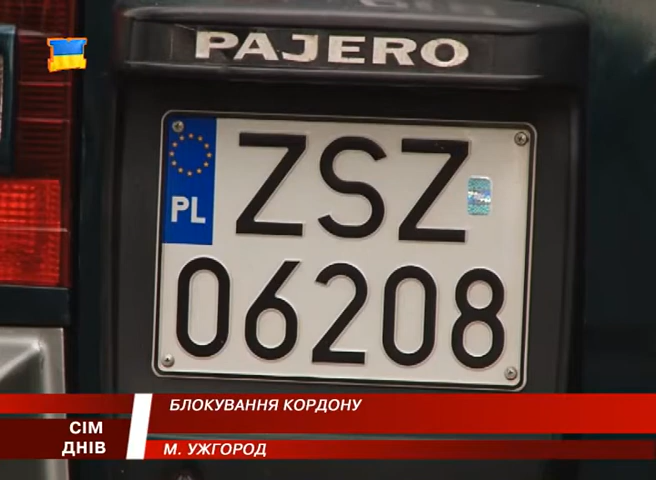 PAJERO
PL
ZSZ
06208
БЛОКУВАННЯ КОРДОНУ
СІМ
ДНІВ
М. УЖГОРОД